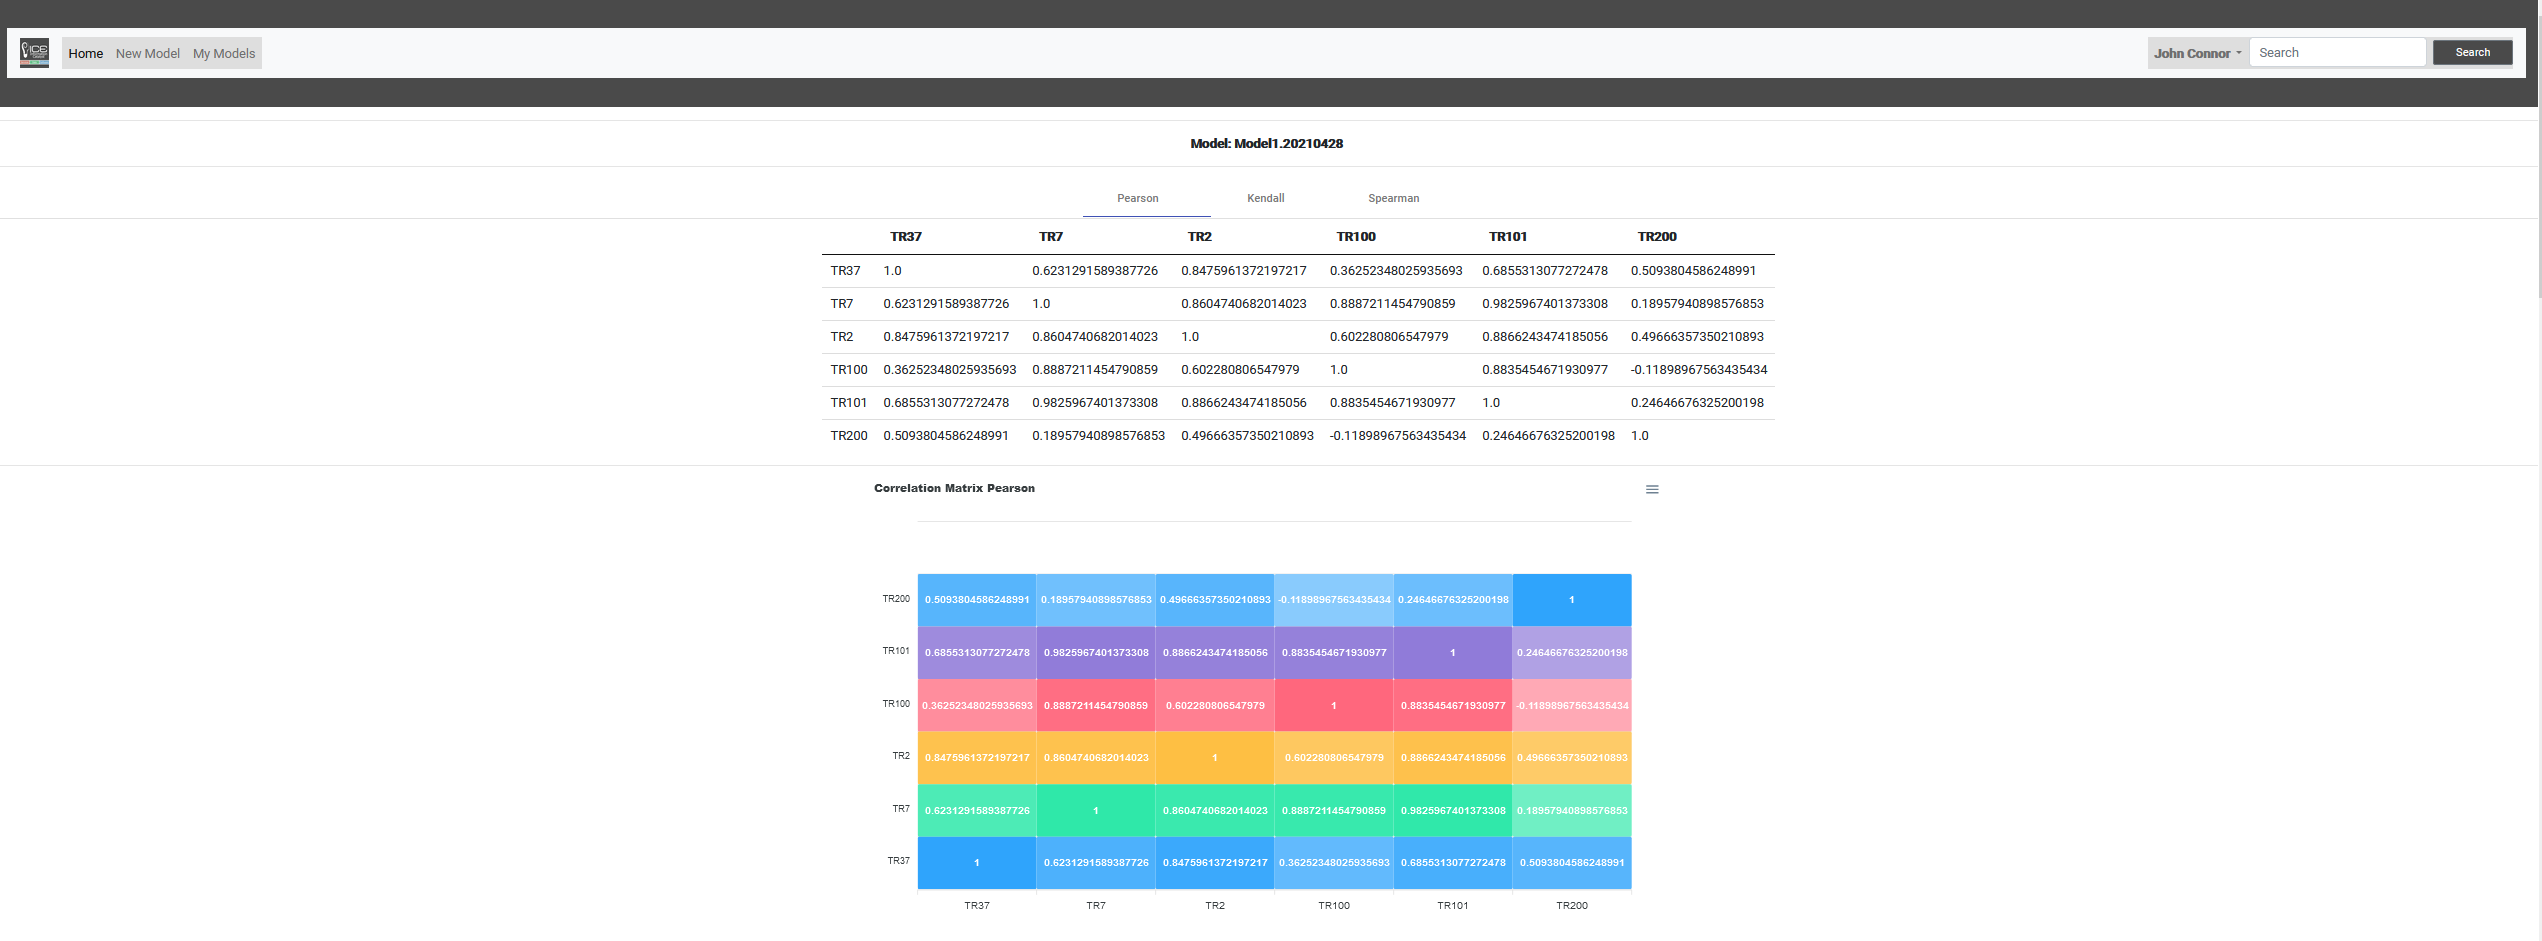 ICE
Home New Model My Models John Connor Search Search
Model: Model1.20210428
Pearson Kendall Spearman
TR37 TR7 TR2 TR100 TR101 TR200
TR37 1.0 0.6231291589387726 0.8475961372197217 0.36252348025935693 0.6855313077272478 0.5093804586248991
TR7 0.6231291589387726 1.0 0.8604740682014023 0.8887211454790859 0.9825967401373308 0.18957940898576853
TR2 0.8475961372197217 0.8604740682014023 1.0 0.602280806547979 0.8866243474185056 0.49666357350210893
TR100 0.36252348025935693 0.8887211454790859 0.602280806547979 1.0 0.8835454671930977 -0.11898967563435434
TR101 0.6855313077272478 0.9825967401373308 0.8866243474185056 0.8835454671930977 1.0 0.24646676325200198
TR200 0.5093804586248991 0.18957940898576853 0.49666357350210893 -0.11898967563435434 0.24646676325200198 1.0
Correlation Matrix Pearson
TR200 0.5093804586248991 0.18957940898576853 0.49666357350210893 -0.11898967563435434 0.24646676325200198 1
TR101 0.6855313077272478 0.9825967401373308 0.8866243474185056 0.8835454671930977 1 0.24646676325200198
TR100 0.36252348025935693 0.8887211454790859 0.602280806547979 1 0.8835454671930977 -0.11898967563435434
TR2 0.8475961372197217 0.8604740682014023 1 0.602280806547979 0.8866243474185056 0.49666357350210893
TR7 0.6231291589387726 1 0.8604740682014023 0.8887211454790859 0.9825967401373308 0.18957940898576853
TR37 1 0.6231291589387726 0.8475961372197217 0.36252348025935693 0.6855313077272478 0.5093804586248991
TR37 TR7 TR2 TR100 TR101 TR200